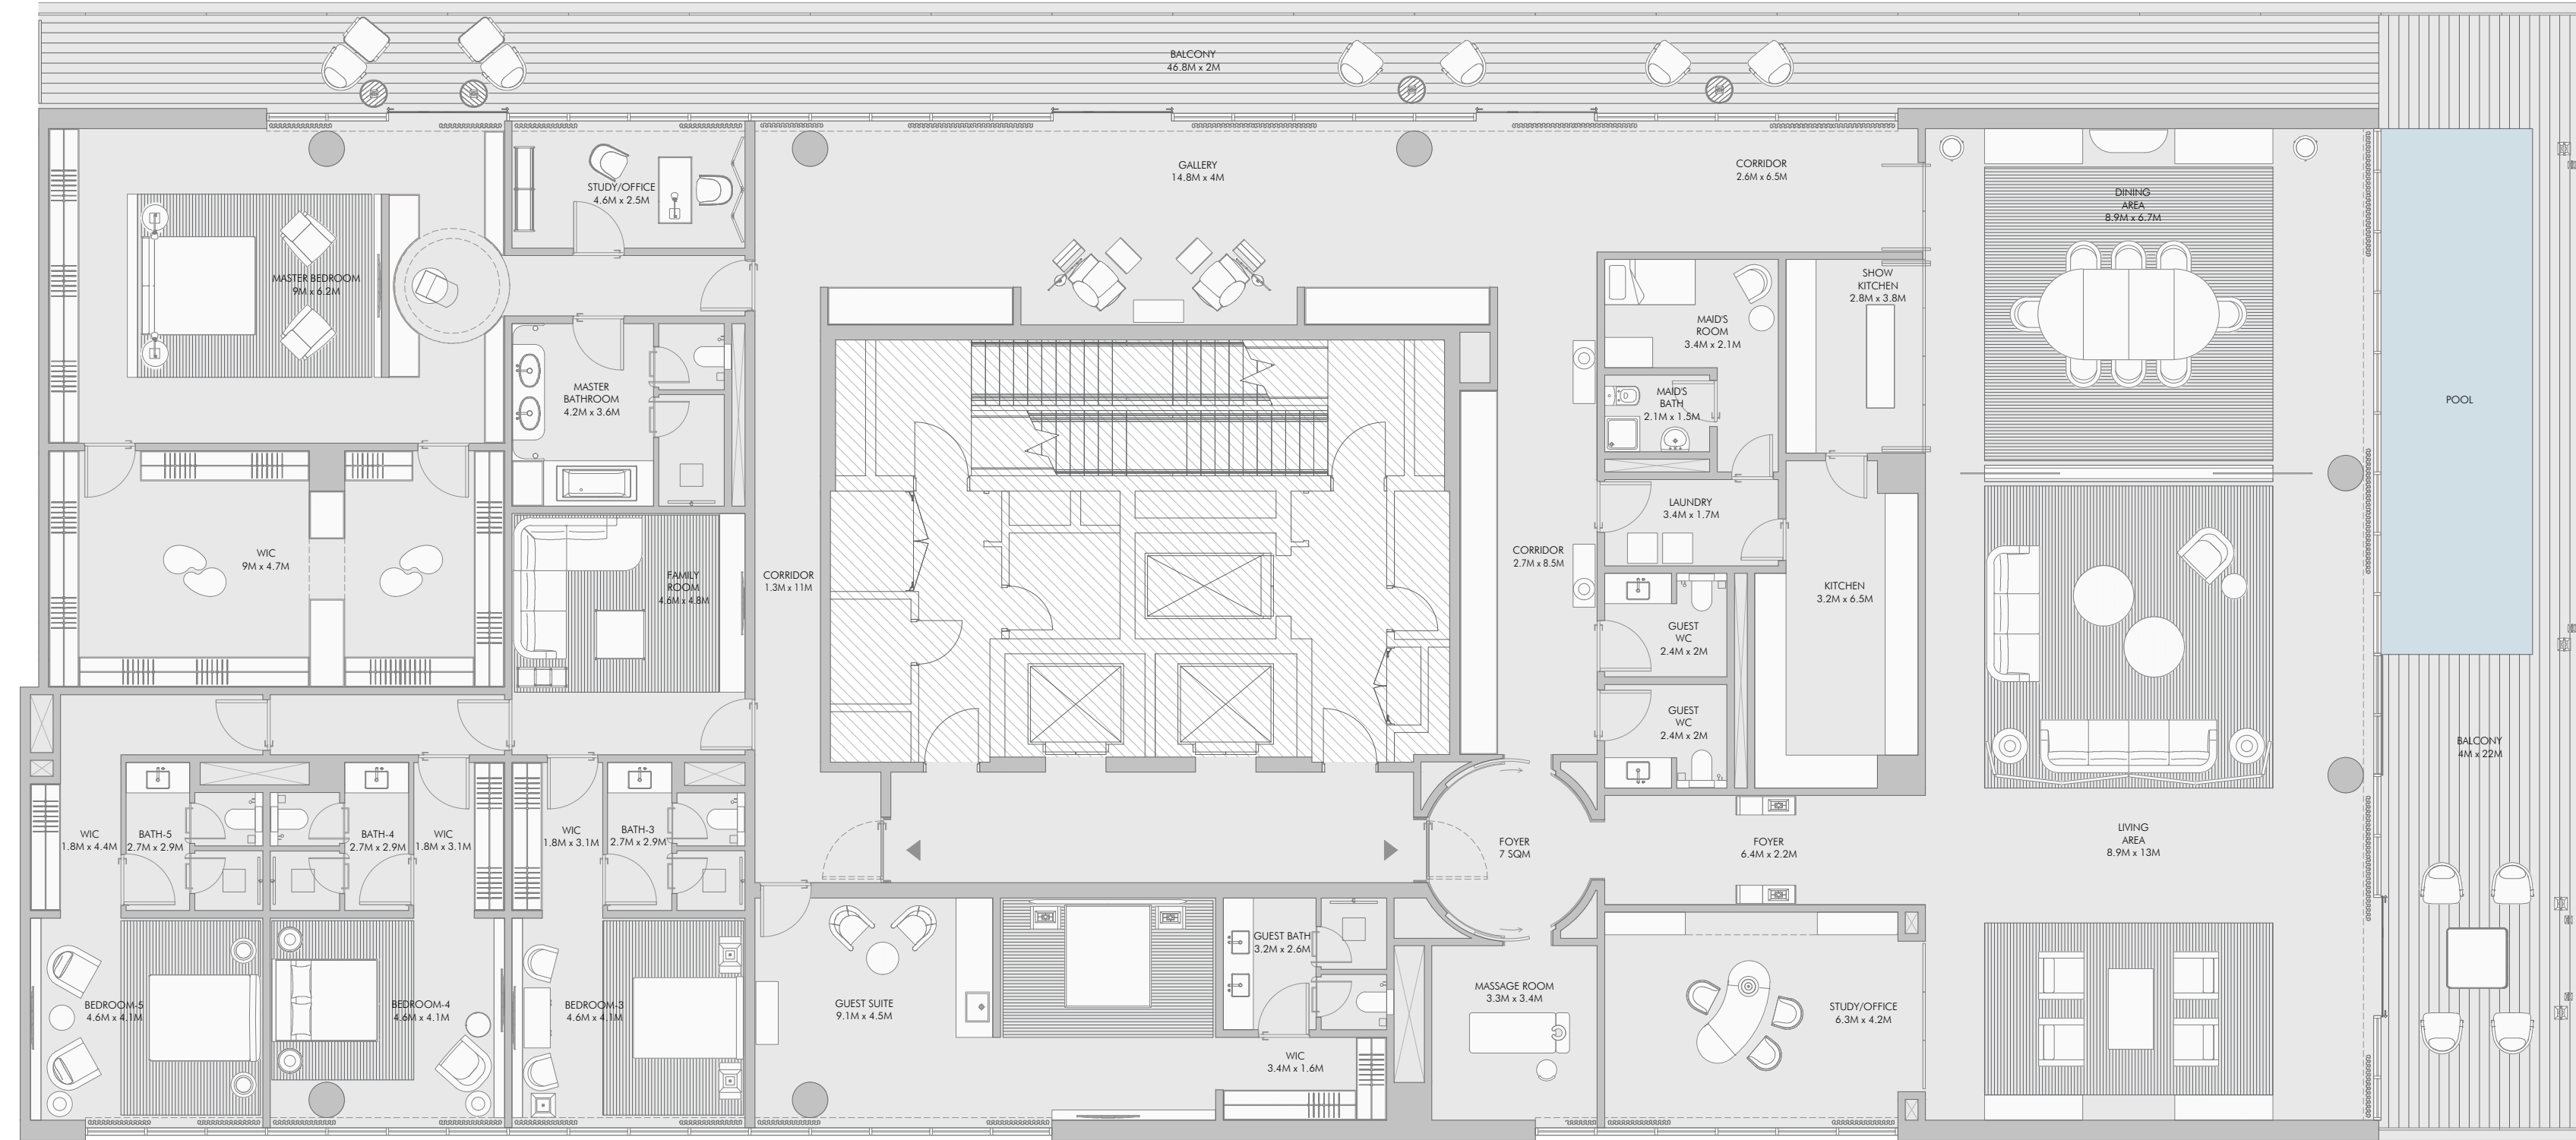 BALCONY
46.8M x 2M
GALLERY
14.8M x 4M
CORRIDOR
2.6M x 6.5M
STUDY/OFFICE
4.6M x 2.5M
DINING
AREA
8.9M x 6.7M
MASTER BEDROOM
9M x 6.2M
SHOW
KITCHEN
2.8M x 3.8M
MAID'S
ROOM
3.4M x 2.1M
MASTER
BATHROOM
4.2M x 3.6M
MAID'S
BATH
2.1M x 1.5M
POOL
LAUNDRY
3.4M x 1.7M
WIC
9M x 4.7M
FAMILY
ROOM
4.6M x 4.8M
CORRIDOR
1.3M x 11M
CORRIDOR
2.7M x 8.5M
KITCHEN
3.2M x 6.5M
GUEST
WC
2.4M x 2M
GUEST
WC
2.4M x 2M
BALCONY
4M x 22M
WIC
1.8M x 4.4M
BATH-5
2.7M x 2.9M
BATH-4
2.7M x 2.9M
WIC
1.8M x 3.1M
WIC
1.8M x 3.1M
BATH-3
2.7M x 2.9M
FOYER
7 SQM
FOYER
6.4M x 2.2M
LIVING
AREA
8.9M x 13M
GUEST BATH
3.2M x 2.6M
BEDROOM-5
4.6M x 4.1M
BEDROOM-4
4.6M x 4.1M
BEDROOM-3
4.6M x 4.1M
GUEST SUITE
9.1M x 4.5M
MASSAGE ROOM
3.3M x 3.4M
STUDY/OFFICE
6.3M x 4.2M
WIC
3.4M x 1.6M